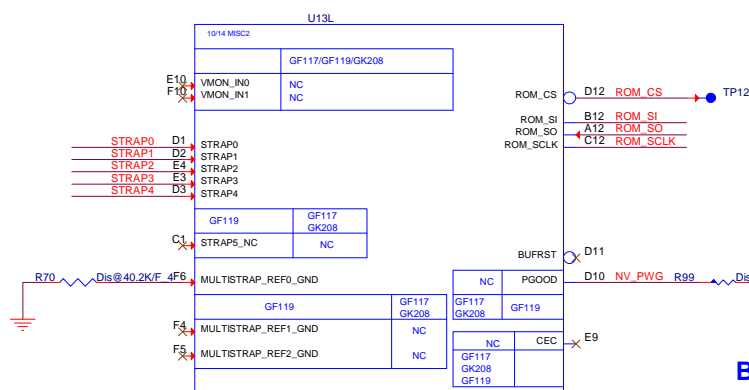 U13L
10/14 MISC2
GF117/GF119/GK208
E10 VMON_IN0 NC
F10 VMON_IN1 NC
ROM_CS D12 ROM_CS TP12
ROM_SI B12 ROM_SI
ROM_SO A12 ROM_SO
ROM_SCLK C12 ROM_SCLK
STRAP0 D1 STRAP0
STRAP1 D2 STRAP1
STRAP2 E4 STRAP2
STRAP3 E3 STRAP3
STRAP4 D3 STRAP4
GF119 GF117
GK208
C1 STRAP5_NC NC
BUFRST D11
R70 Dis@40.2K/F_4 F6 MULTISTRAP_REF0_GND
NC PGOOD D10 NV_PWG R99 Dis
GF119 GF117
GK208
GF117
GK208 GF119
F4 MULTISTRAP_REF1_GND NC
F5 MULTISTRAP_REF2_GND NC
NC CEC E9
GF117
GK208
GF119
B